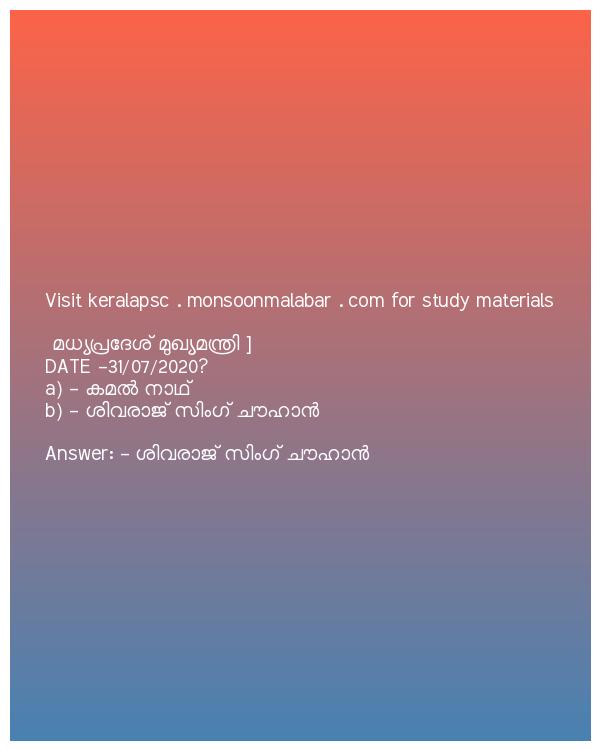 Visit keralapsc . monsoonmalabar . com for study materials
മധ്യപ്രദേശ് മുഖ്യമന്ത്രി ]
DATE -31/07/2020?
a) - കമൽ നാഥ്
b) - ശിവരാജ് സിംഗ് ചൗഹാൻ
Answer: - ശിവരാജ് സിംഗ് ചൗഹാൻ